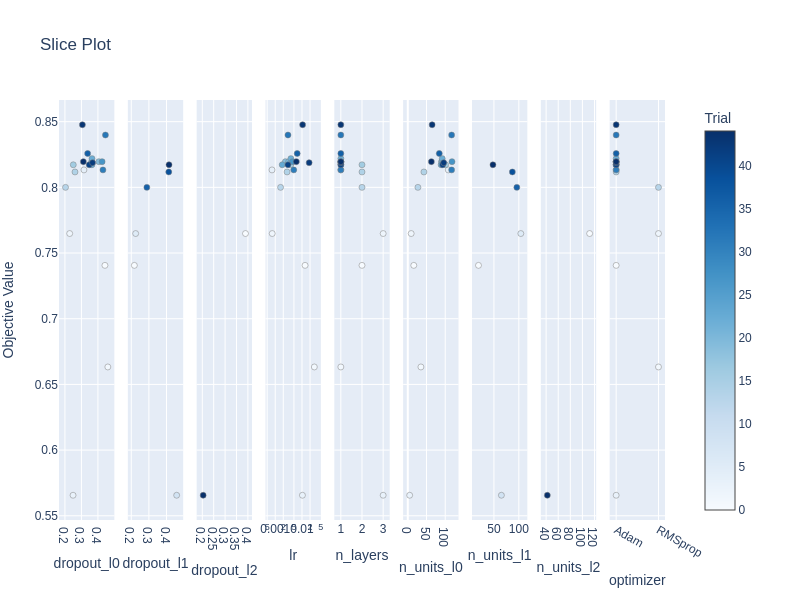 Slice Plot
Trial
Objective Value
0.85
0.8
0.75
0.7
0.65
0.6
0.55
40
35
30
25
20
15
10
5
0
0.2 0.3 0.4
0.2 0.3 0.4
0.2 0.25 0.3 0.35 0.4
0.01
1 2 3
0 50 100
50 100
40 60 80 100 120
Adam RMSprop
dropout_l0 dropout_l1 dropout_l2 lr n_layers n_units_l0 n_units_l1 n_units_l2 optimizer